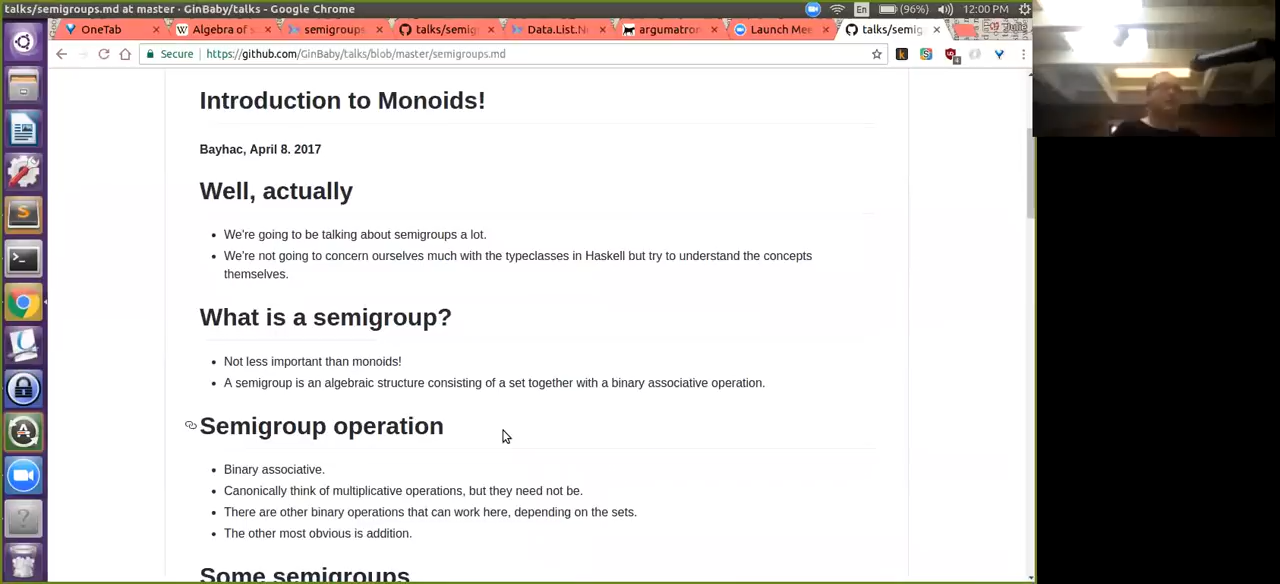 talks/semigroups.md at master · GinBaby/talks - Google Chrome
En
(96%)
12:00 PM
OneTab
Algebra of s
semigroups
talks/semig
Data.List.N
argumatron
Launch Mee
talks/semig
Secure
https://github.com/GinBaby/talks/blob/master/semigroups.md
Introduction to Monoids!
Bayhac, April 8. 2017
Well, actually
We're going to be talking about semigroups a lot.
We're not going to concern ourselves much with the typeclasses in Haskell but try to understand the concepts
themselves.
What is a semigroup?
Not less important than monoids!
A semigroup is an algebraic structure consisting of a set together with a binary associative operation.
Semigroup operation
Binary associative.
Canonically think of multiplicative operations, but they need not be.
There are other binary operations that can work here, depending on the sets.
The other most obvious is addition.
Some semigroups